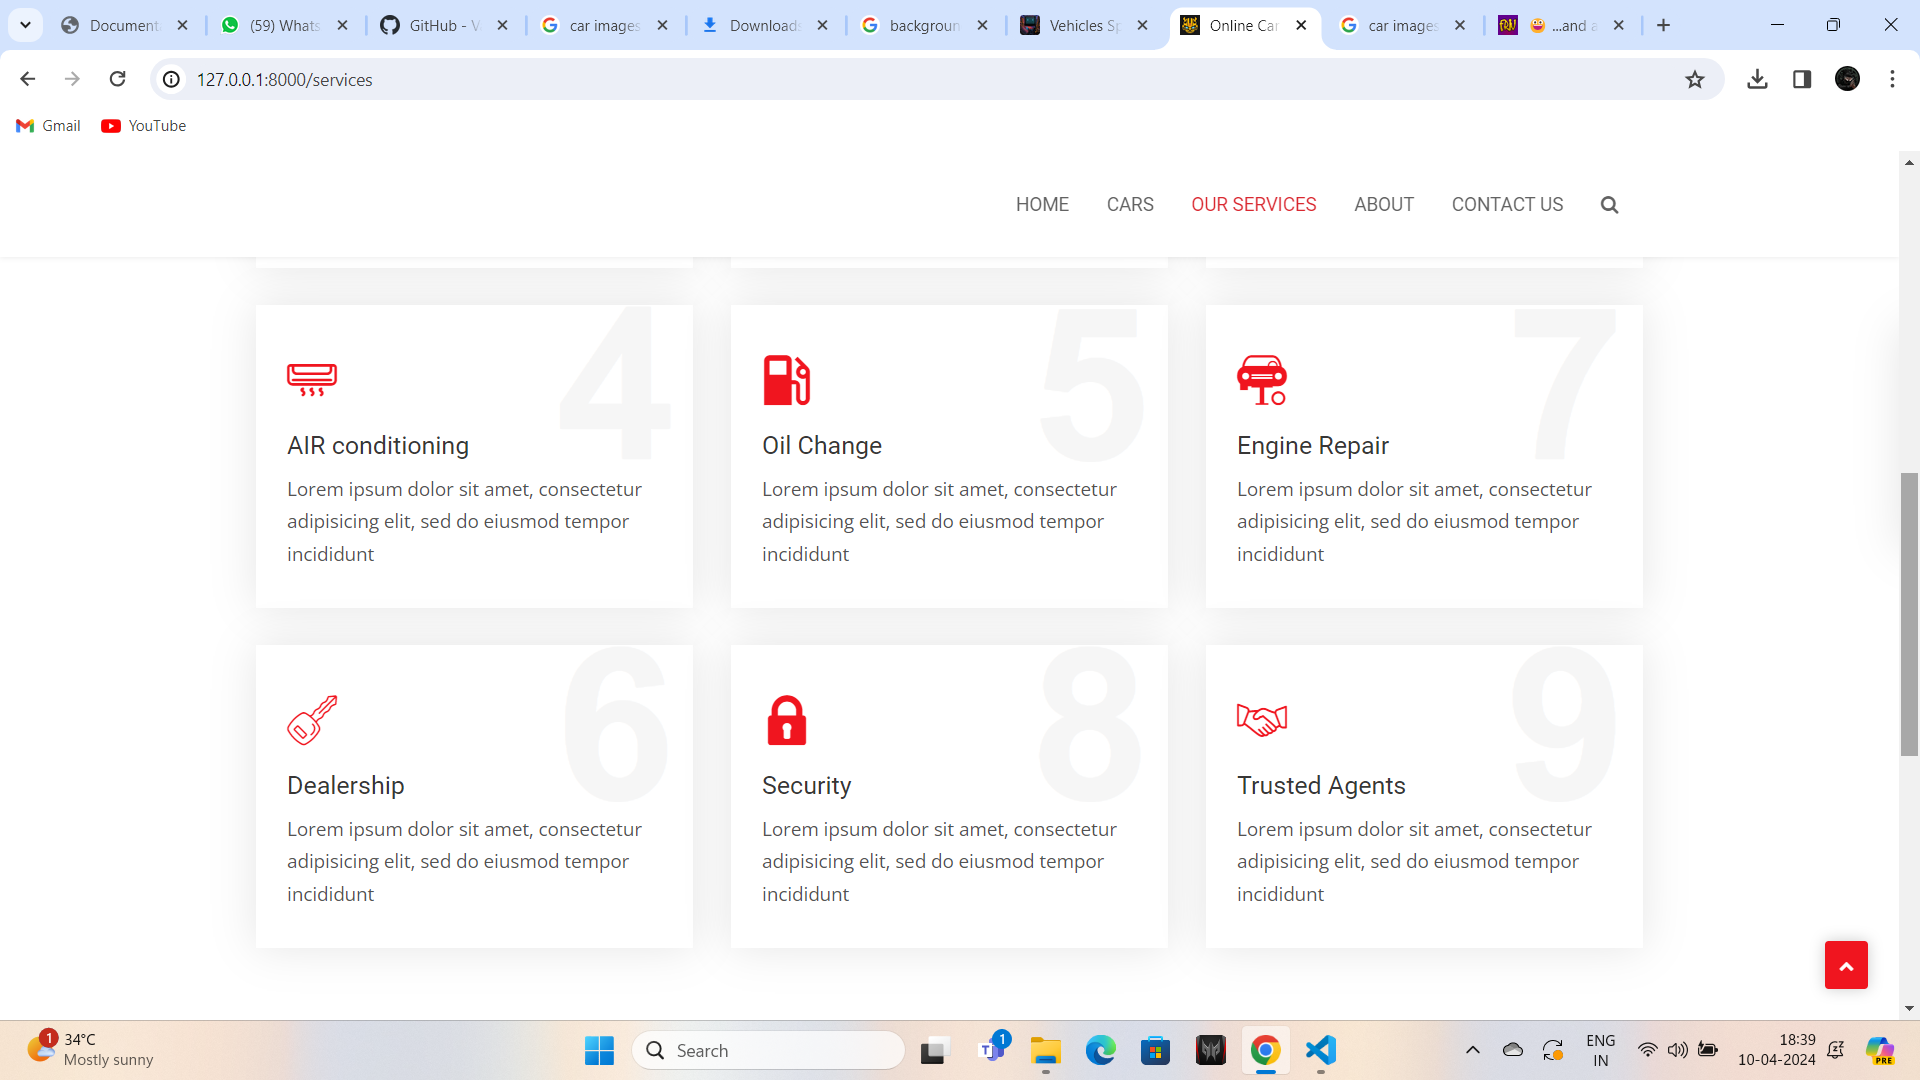 Document
(59) Whats
GitHub - V
car images
Downloads
backgroun
Vehicles Sp
Online Car
car images
...and a
127.0.0.1:8000/services
Gmail
YouTube
HOME
CARS
OUR SERVICES
ABOUT
CONTACT US
4
AIR conditioning
Lorem ipsum dolor sit amet, consectetur
adipisicing elit, sed do eiusmod tempor
incididunt
5
Oil Change
Lorem ipsum dolor sit amet, consectetur
adipisicing elit, sed do eiusmod tempor
incididunt
7
Engine Repair
Lorem ipsum dolor sit amet, consectetur
adipisicing elit, sed do eiusmod tempor
incididunt
6
Dealership
Lorem ipsum dolor sit amet, consectetur
adipisicing elit, sed do eiusmod tempor
incididunt
8
Security
Lorem ipsum dolor sit amet, consectetur
adipisicing elit, sed do eiusmod tempor
incididunt
9
Trusted Agents
Lorem ipsum dolor sit amet, consectetur
adipisicing elit, sed do eiusmod tempor
incididunt
1
34°C
Mostly sunny
Search
1
ENG
IN
18:39
10-04-2024
PRE